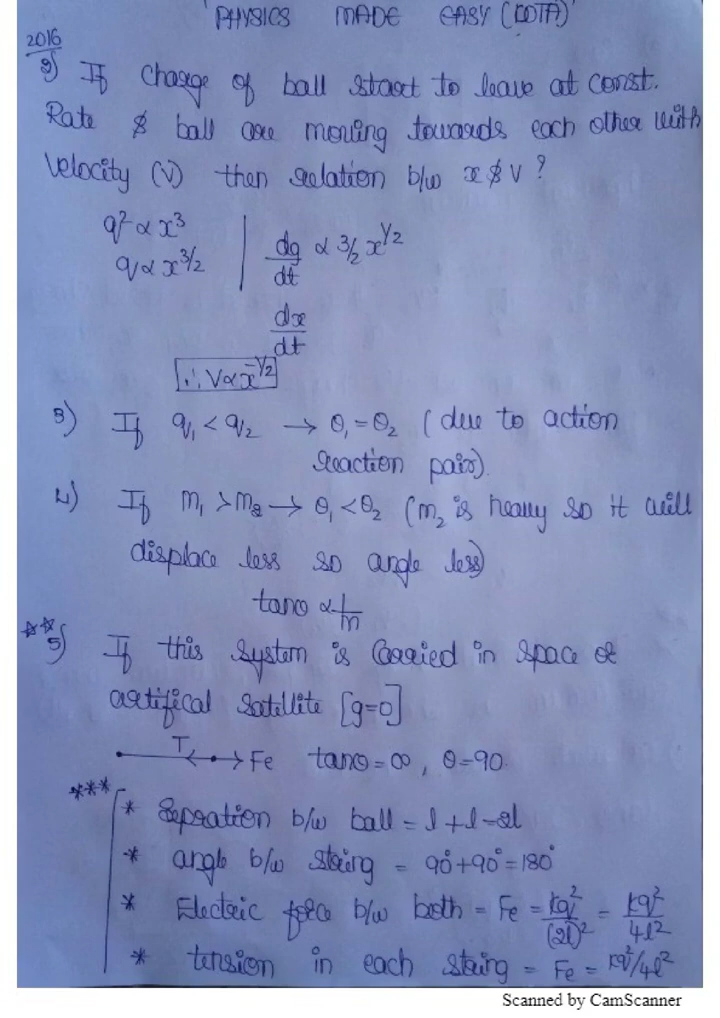 PHYSICS MADE EASY (KOTA)
2016
2) If charge of ball start to leave at const.
Rate & ball are moving towards each other with
velocity (V) then relation b/w x & V ?
q² ∝ x³
q ∝ x^3/2
dq/dt ∝ 3/2 x^1/2
dx/dt
∴ V ∝ x^-1/2
3) If q₁ < q₂ → θ₁ = θ₂ (due to action
reaction pair).
4) If m₁ > m₂ → θ₁ < θ₂ (m₂ is heavy so it will
displace less so angle less)
tanθ ∝ 1/m
** 5) If this system is carried in space or
artifical satellite [g=0]
T Fe tanθ = ∞ , θ = 90.
***
* Sepration b/w ball = l + l = 2l
* angle b/w string = 90° + 90° = 180°
* Electric force b/w both = Fe = kq²/(2l)² = kq²/4l²
* tension in each string = Fe = kq²/4l²
Scanned by CamScanner